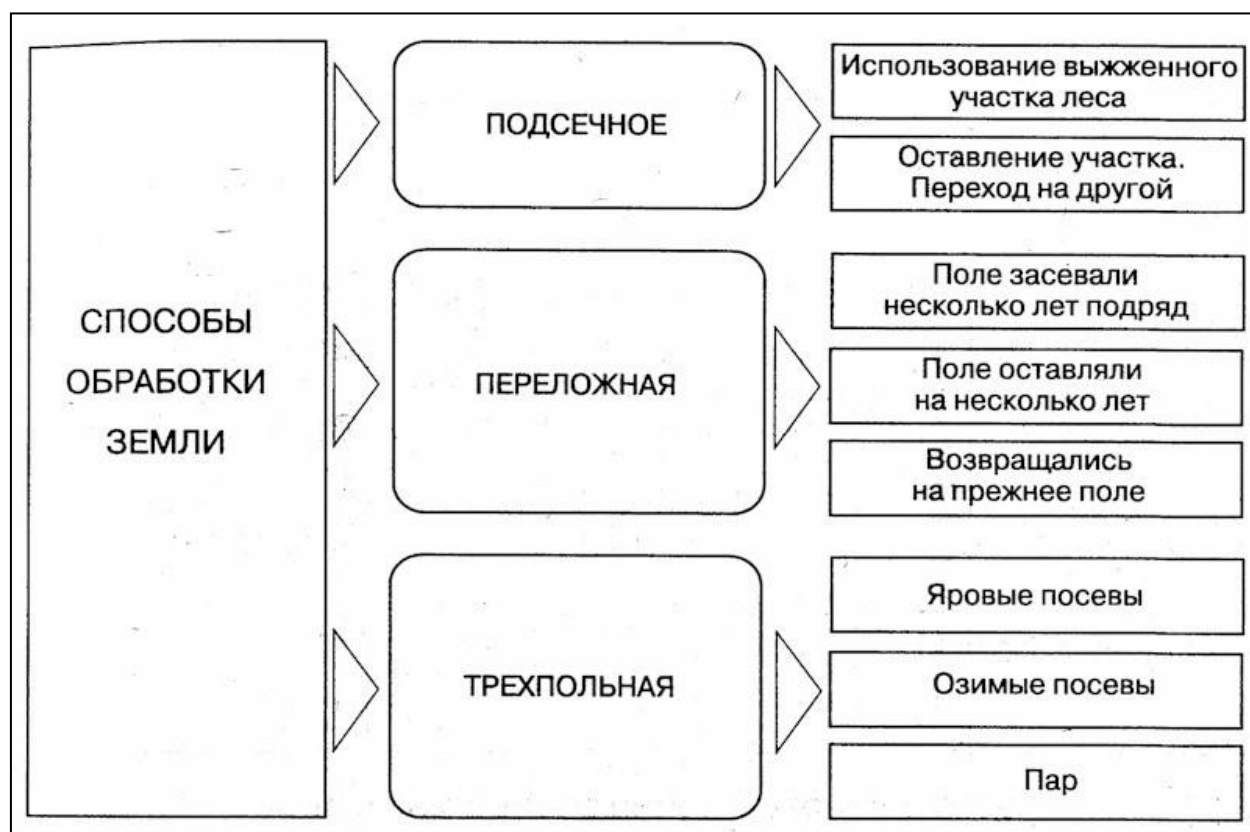 СПОСОБЫ
ОБРАБОТКИ
ЗЕМЛИ
ПОДСЕЧНОЕ
Использование выжженного
участка леса
Оставление участка.
Переход на другой
ПЕРЕЛОЖНАЯ
Поле засевали
несколько лет подряд
Поле оставляли
на несколько лет
Возвращались
на прежнее поле
ТРЕХПОЛЬНАЯ
Яровые посевы
Озимые посевы
Пар